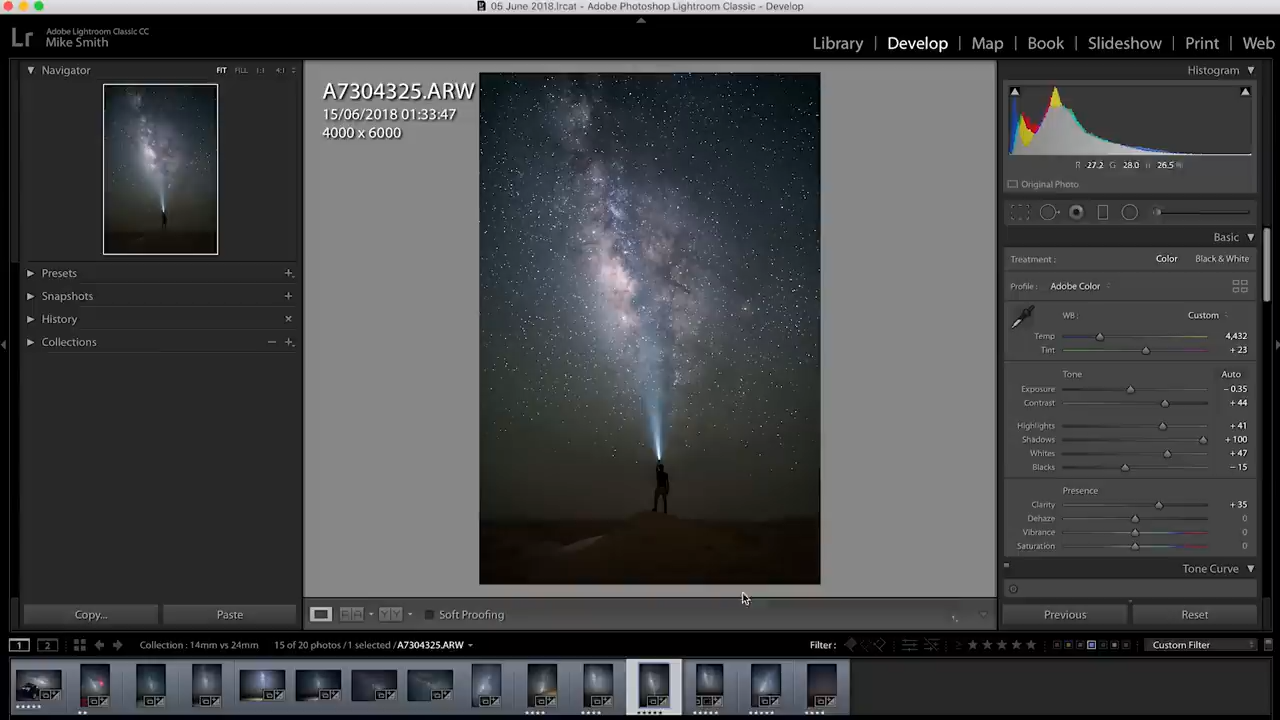 05 June 2018.lrcat - Adobe Photoshop Lightroom Classic - Develop
Lr
Adobe Lightroom Classic CC
Mike Smith
Library | Develop | Map | Book | Slideshow | Print | Web
Navigator
FIT FILL 1:1 4:1
Presets
Snapshots
History
Collections
Copy...
Paste
A7304325.ARW
15/06/2018 01:33:47
4000 x 6000
Soft Proofing
Histogram
R 27.2 G 28.0 B 26.5 %
Original Photo
Basic
Treatment : Color Black & White
Profile : Adobe Color
WB : Custom
Temp 4,432
Tint + 23
Tone Auto
Exposure - 0.35
Contrast + 44
Highlights + 41
Shadows + 100
Whites + 47
Blacks - 15
Presence
Clarity + 35
Dehaze 0
Vibrance 0
Saturation 0
Tone Curve
Previous
Reset
1 2 Collection : 14mm vs 24mm 15 of 20 photos / 1 selected / A7304325.ARW Filter : Custom Filter